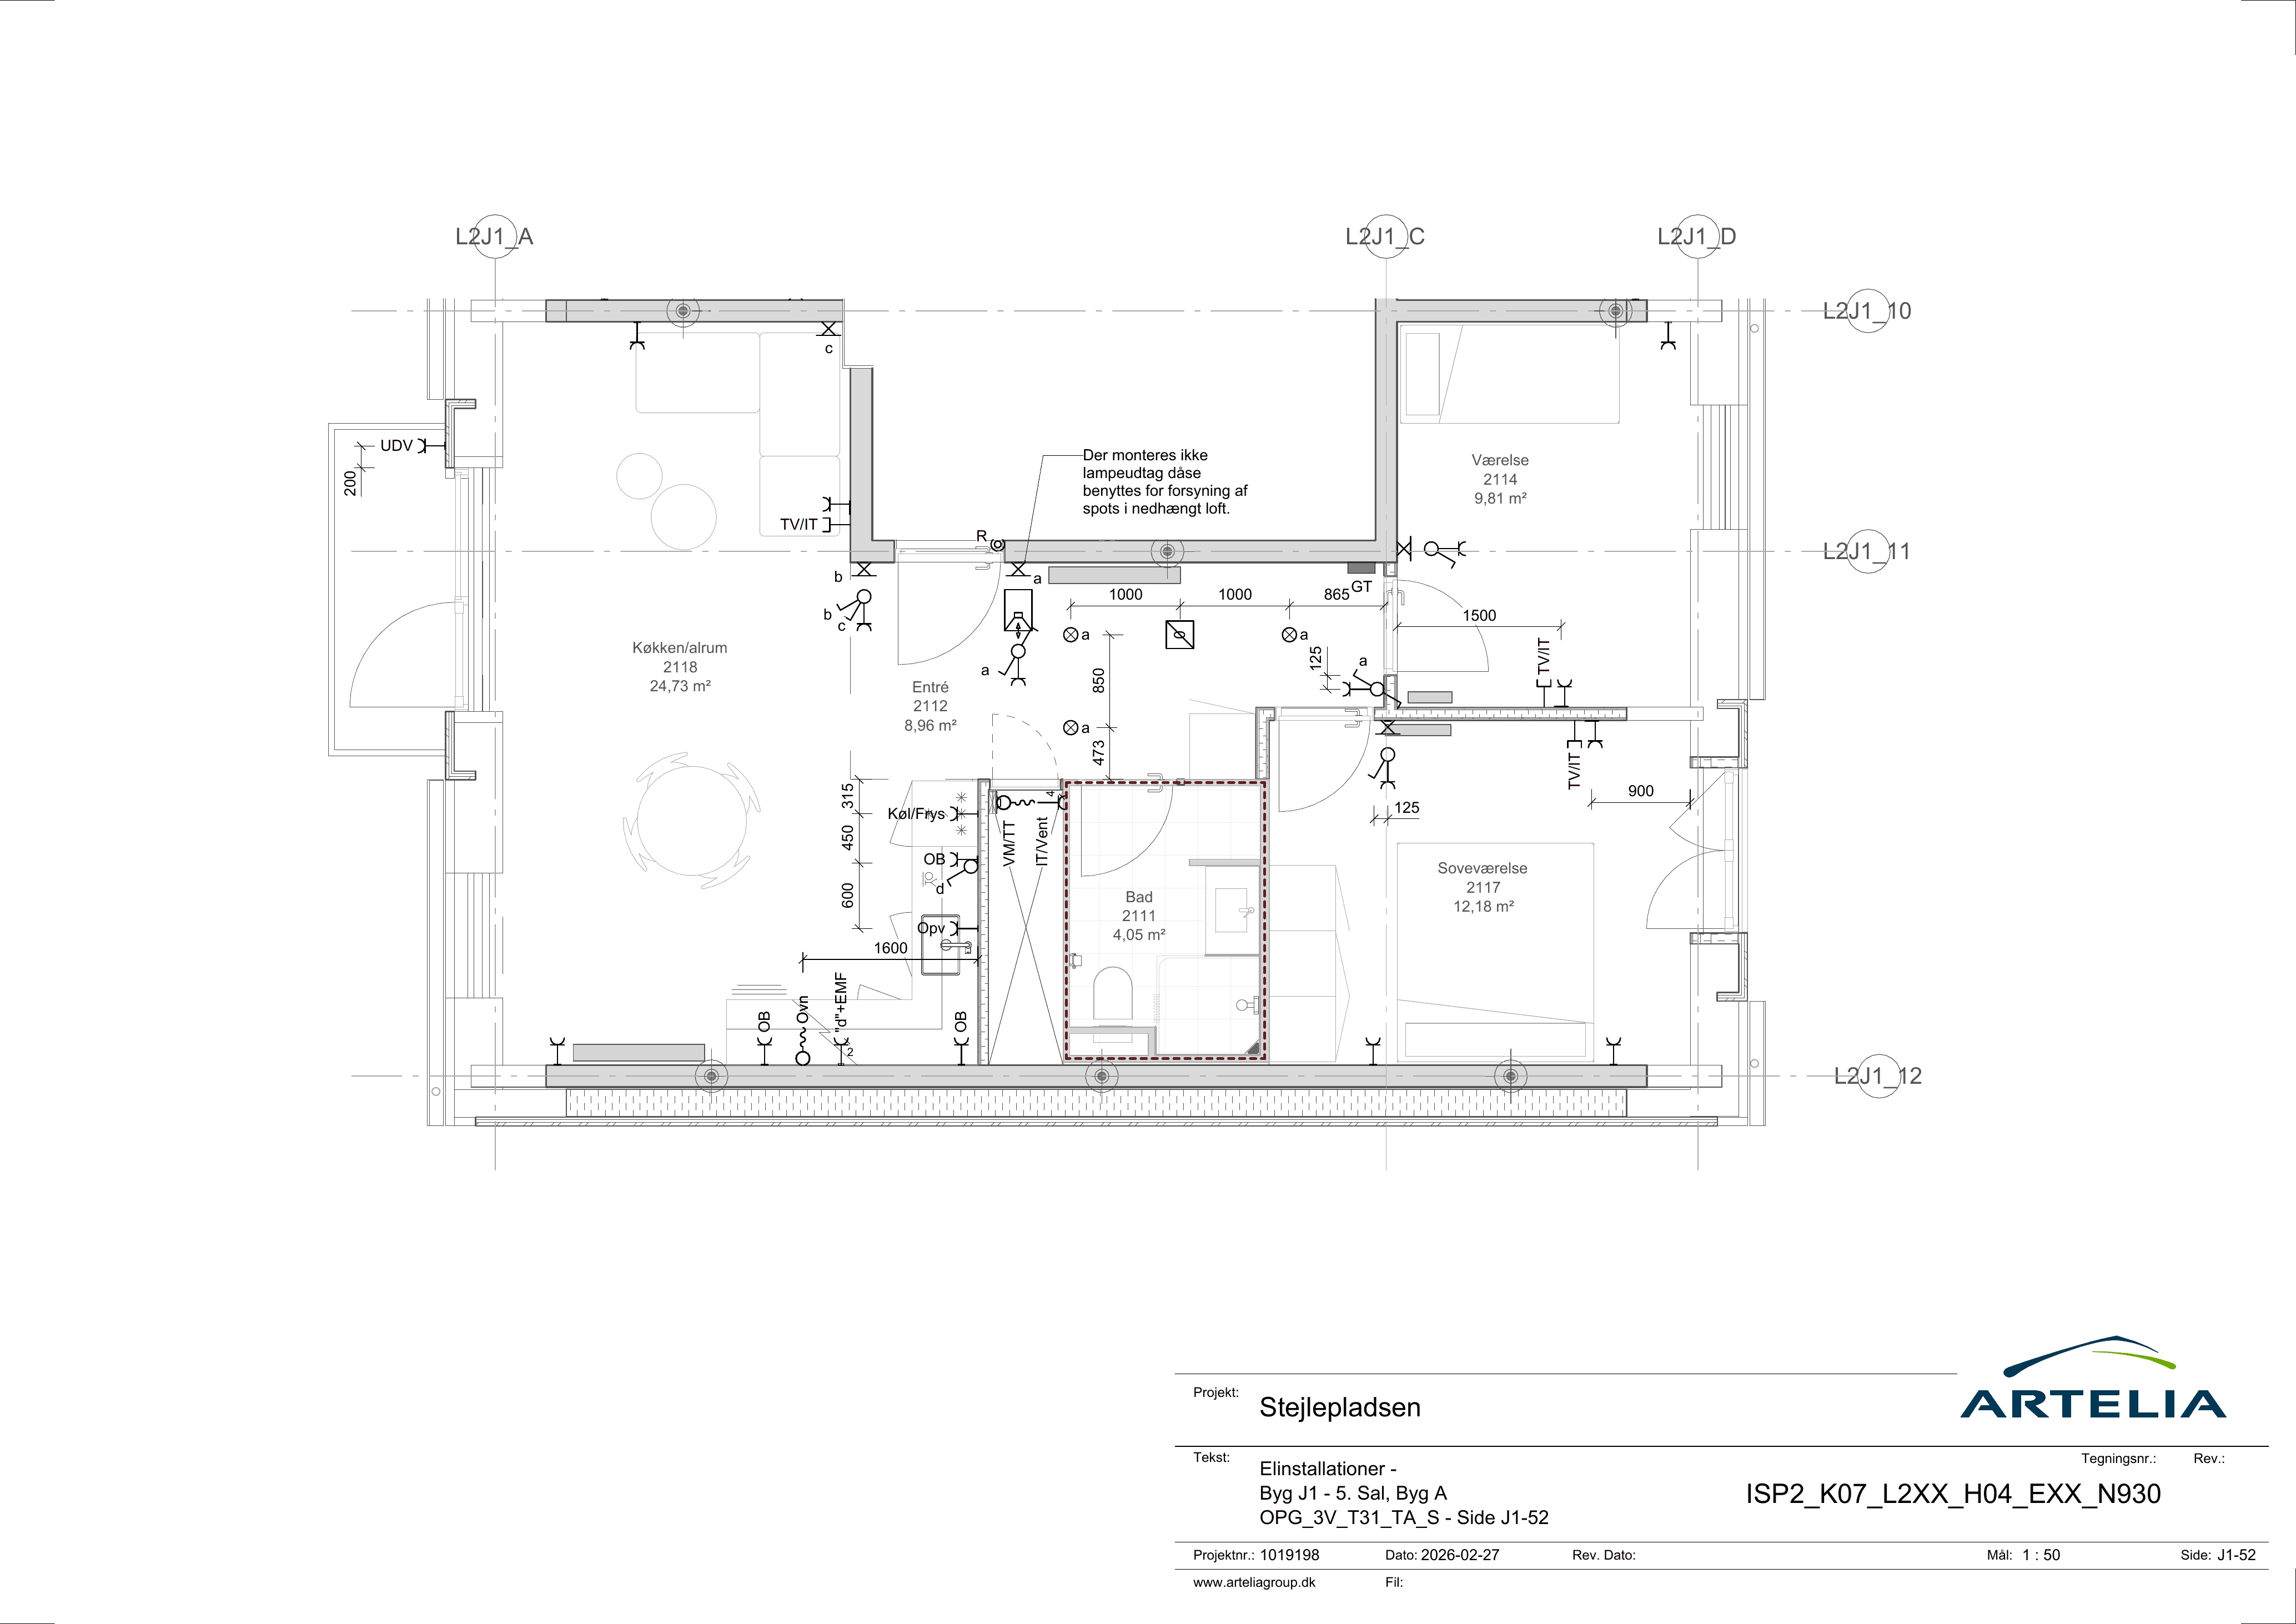 L2J1_A
L2J1_C
L2J1_D
L2J1_10
L2J1_11
L2J1_12
c
UDV
200
TV/IT
Der monteres ikke
lampeudtag dåse
benyttes for forsyning af
spots i nedhængt loft.
Værelse
2114
9,81 m²
R
b
a
GT
1000
1000
865
1500
b
c
a
a
a
125
a
TV/IT
Køkken/alrum
2118
24,73 m²
Entré
2112
8,96 m²
850
a
473
TV/IT
900
125
315
450
600
Køl/Frys
OB
d
Opv
1600
VM/TT
IT/Vent
4
Bad
2111
4,05 m²
Soveværelse
2117
12,18 m²
OB
Ovn
"d"+EMF
2
OB
Projekt:
Stejlepladsen
ARTELIA
Tekst:
Elinstallationer -
Byg J1 - 5. Sal, Byg A
OPG_3V_T31_TA_S - Side J1-52
Tegningsnr.:
Rev.:
ISP2_K07_L2XX_H04_EXX_N930
Projektnr.: 1019198
Dato: 2026-02-27
Rev. Dato:
Mål: 1 : 50
Side: J1-52
www.arteliagroup.dk
Fil: